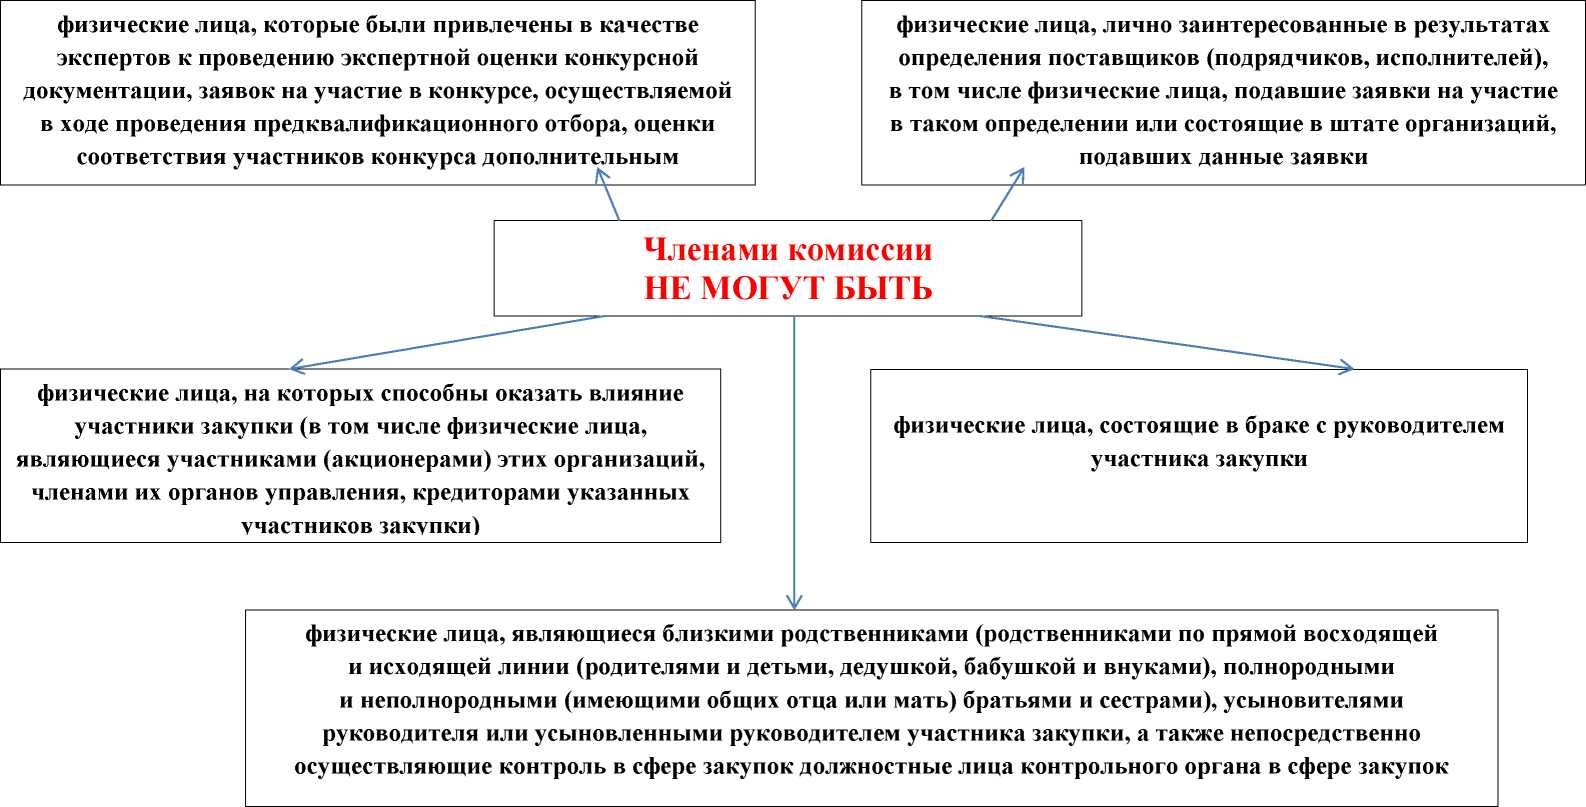 физические лица, которые были привлечены в качестве
экспертов к проведению экспертной оценки конкурсной
документации, заявок на участие в конкурсе, осуществляемой
в ходе проведения предквалификационного отбора, оценки
соответствия участников конкурса дополнительным
физические лица, лично заинтересованные в результатах
определения поставщиков (подрядчиков, исполнителей),
в том числе физические лица, подавшие заявки на участие
в таком определении или состоящие в штате организаций,
подавших данные заявки
Членами комиссии
НЕ МОГУТ БЫТЬ
физические лица, на которых способны оказать влияние
участники закупки (в том числе физические лица,
являющиеся участниками (акционерами) этих организаций,
членами их органов управления, кредиторами указанных
участников закупки)
физические лица, состоящие в браке с руководителем
участника закупки
физические лица, являющиеся близкими родственниками (родственниками по прямой восходящей
и исходящей линии (родителями и детьми, дедушкой, бабушкой и внуками), полнородными
и неполнородными (имеющими общих отца или мать) братьями и сестрами), усыновителями
руководителя или усыновленными руководителем участника закупки, а также непосредственно
осуществляющие контроль в сфере закупок должностные лица контрольного органа в сфере закупок